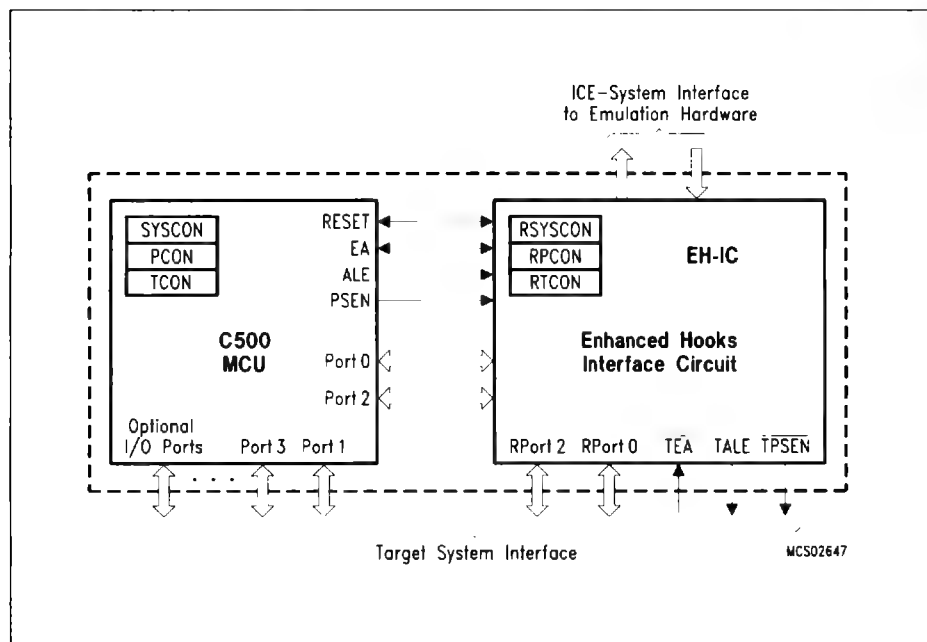 ICE-System Interface
to Emulation Hardware
SYSCON
PCON
TCON
RESET
EA
ALE
PSEN
C500
MCU
Port 0
Port 2
Optional
I/O Ports
Port 3
Port 1
RSYSCON
RPCON
RTCON
EH-IC
Enhanced Hooks
Interface Circuit
RPort 2
RPort 0
TEA
TALE
TPSEN
Target System Interface
MCS02647